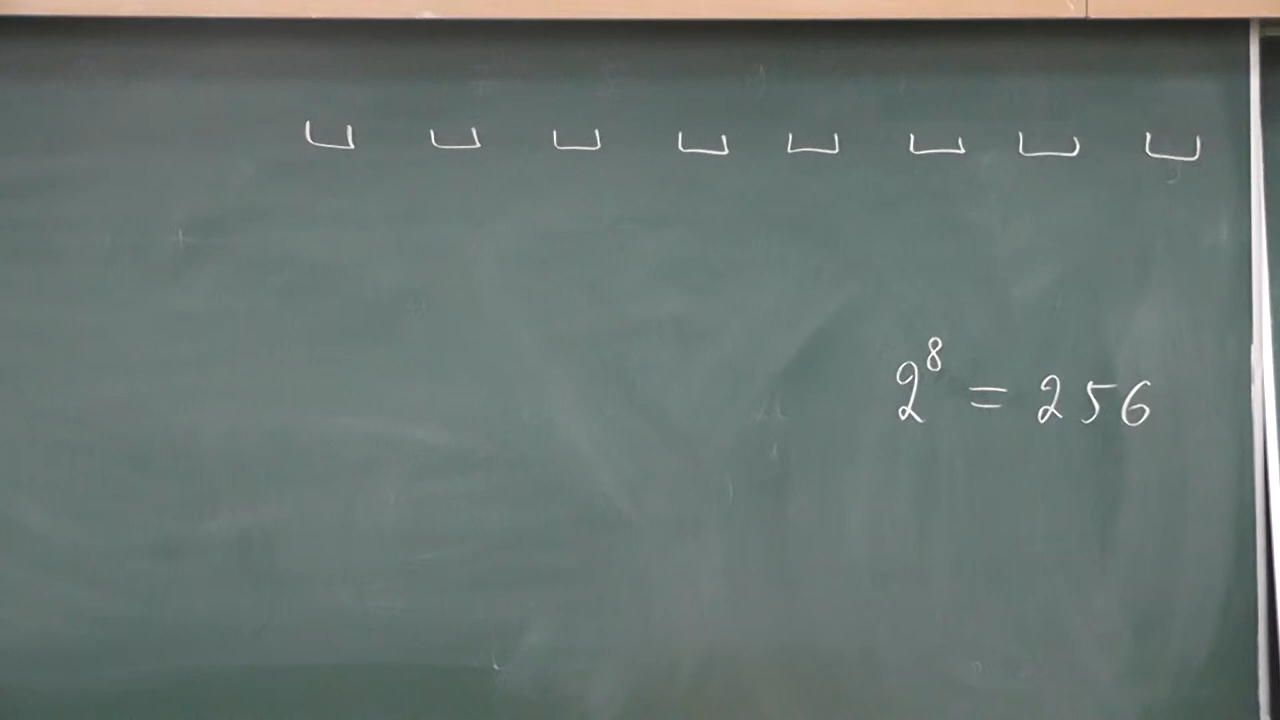 ␣ ␣ ␣ ␣ ␣ ␣ ␣ ␣
2⁸ = 256